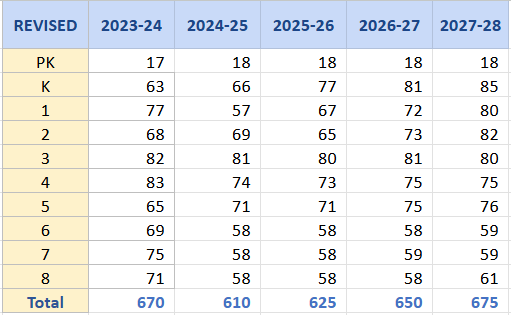 REVISED 2023-24 2024-25 2025-26 2026-27 2027-28
PK 17 18 18 18 18
K 63 66 77 81 85
1 77 57 67 72 80
2 68 69 65 73 82
3 82 81 80 81 80
4 83 74 73 75 75
5 65 71 71 75 76
6 69 58 58 58 59
7 75 58 58 59 59
8 71 58 58 58 61
Total 670 610 625 650 675